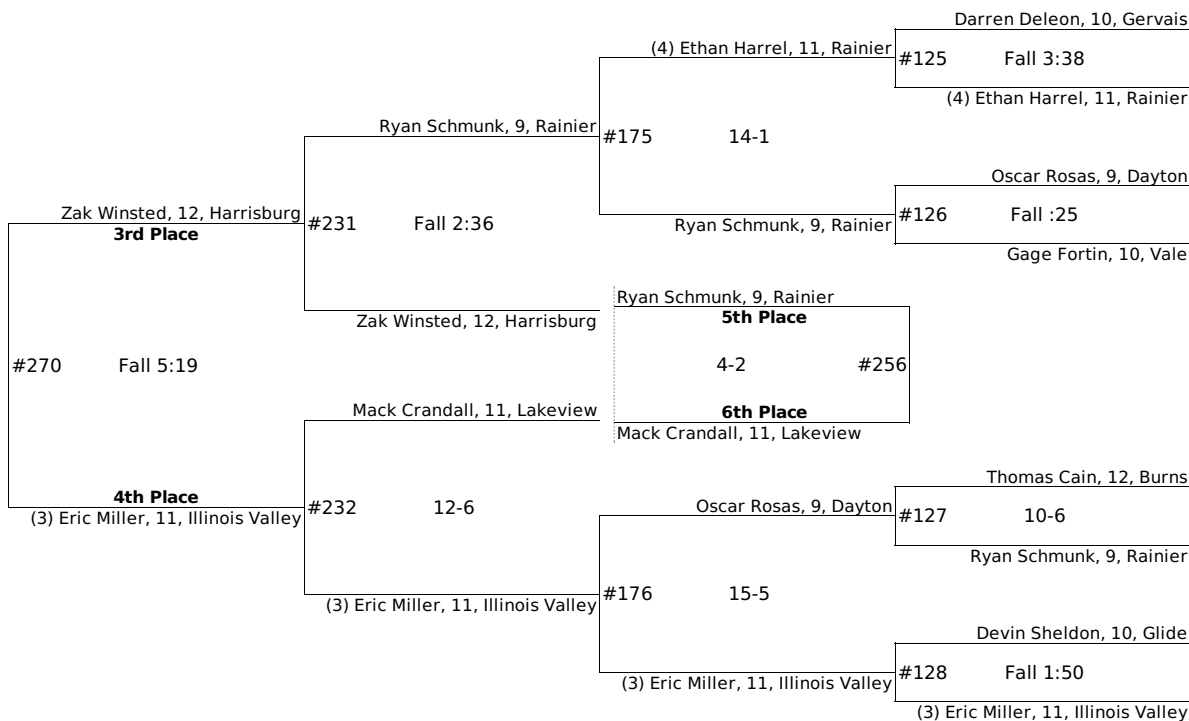 Darren Deleon, 10, Gervais
(4) Ethan Harrel, 11, Rainier
#125 Fall 3:38
(4) Ethan Harrel, 11, Rainier
Ryan Schmunk, 9, Rainier
#175 14-1
Oscar Rosas, 9, Dayton
Zak Winsted, 12, Harrisburg
3rd Place
#231 Fall 2:36
Ryan Schmunk, 9, Rainier
#126 Fall :25
Gage Fortin, 10, Vale
Zak Winsted, 12, Harrisburg
Ryan Schmunk, 9, Rainier
5th Place
#270 Fall 5:19
4-2 #256
Mack Crandall, 11, Lakeview
6th Place
Mack Crandall, 11, Lakeview
Thomas Cain, 12, Burns
4th Place
(3) Eric Miller, 11, Illinois Valley
#232 12-6
Oscar Rosas, 9, Dayton
#127 10-6
Ryan Schmunk, 9, Rainier
(3) Eric Miller, 11, Illinois Valley
#176 15-5
Devin Sheldon, 10, Glide
(3) Eric Miller, 11, Illinois Valley
#128 Fall 1:50
(3) Eric Miller, 11, Illinois Valley